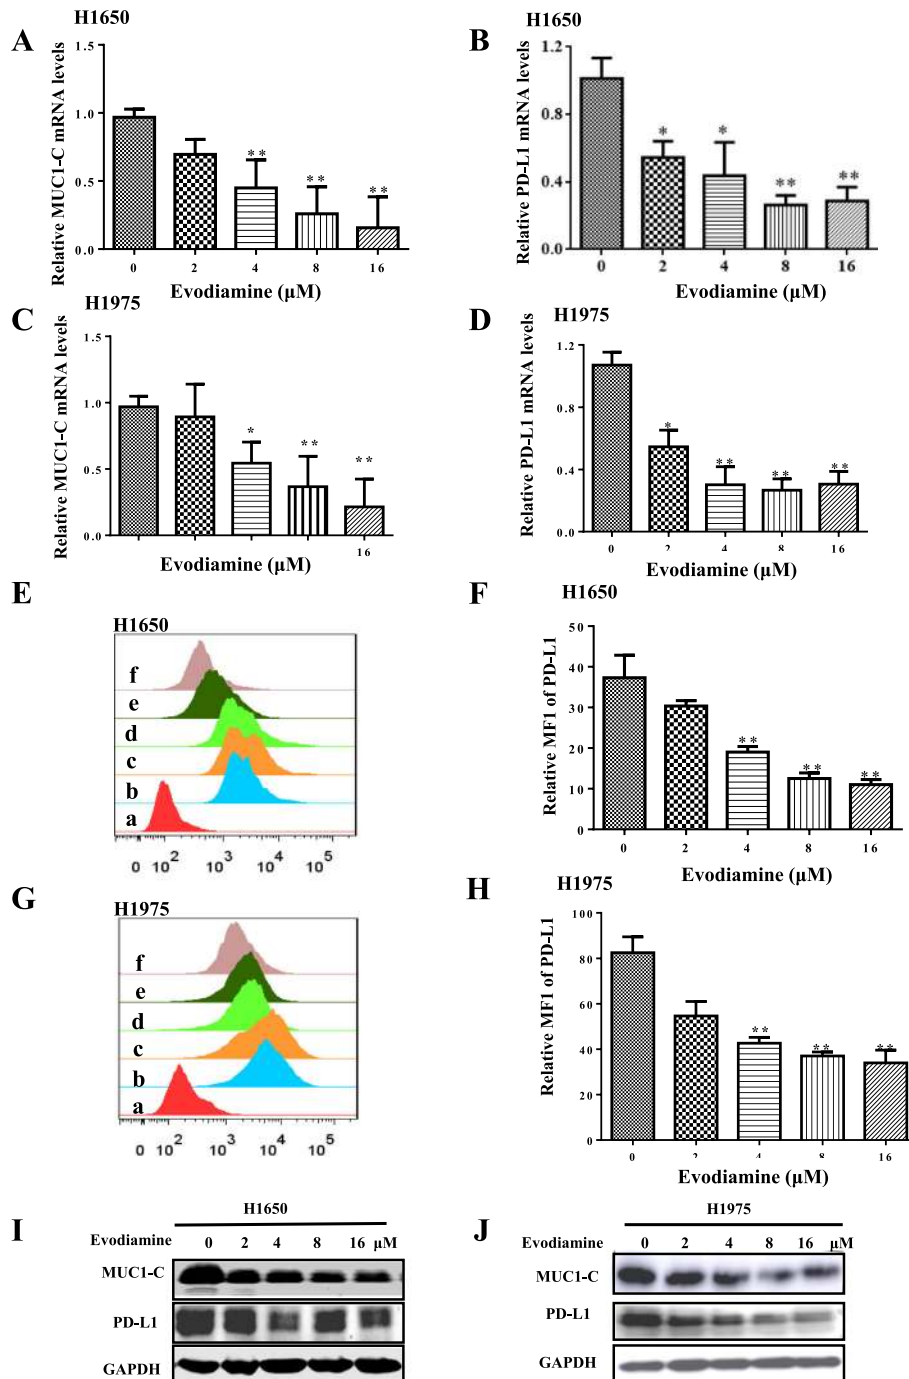 H1650
A
Relative MUC1-C mRNA levels
1.5
1.0
0.5
0.0
** ** **
0 2 4 8 16
Evodiamine (μM)
B
Relative PD-L1 mRNA levels
1.2
0.8
0.4
0.0
* * ** **
0 2 4 8 16
Evodiamine (μM)
H1975
C
Relative MUC1-C mRNA levels
1.5
1.0
0.5
0.0
* ** **
16
Evodiamine (μM)
D
H1975
Relative PD-L1 mRNA levels
1.2
0.8
0.4
0.0
* ** ** **
0 2 4 8 16
Evodiamine (μM)
E
H1650
f
e
d
c
b
a
0 10² 10³ 10⁴ 10⁵
F
H1650
Relative MF1 of PD-L1
50
40
30
20
10
0
** ** **
0 2 4 8 16
Evodiamine (μM)
G
H1975
f
e
d
c
b
a
0 10² 10³ 10⁴ 10⁵
H
H1975
Relative MF1 of PD-L1
100
80
60
40
20
0
** ** **
0 2 4 8 16
Evodiamine (μM)
I
H1650
Evodiamine 0 2 4 8 16 μM
MUC1-C
PD-L1
GAPDH
J
H1975
Evodiamine 0 2 4 8 16 μM
MUC1-C
PD-L1
GAPDH